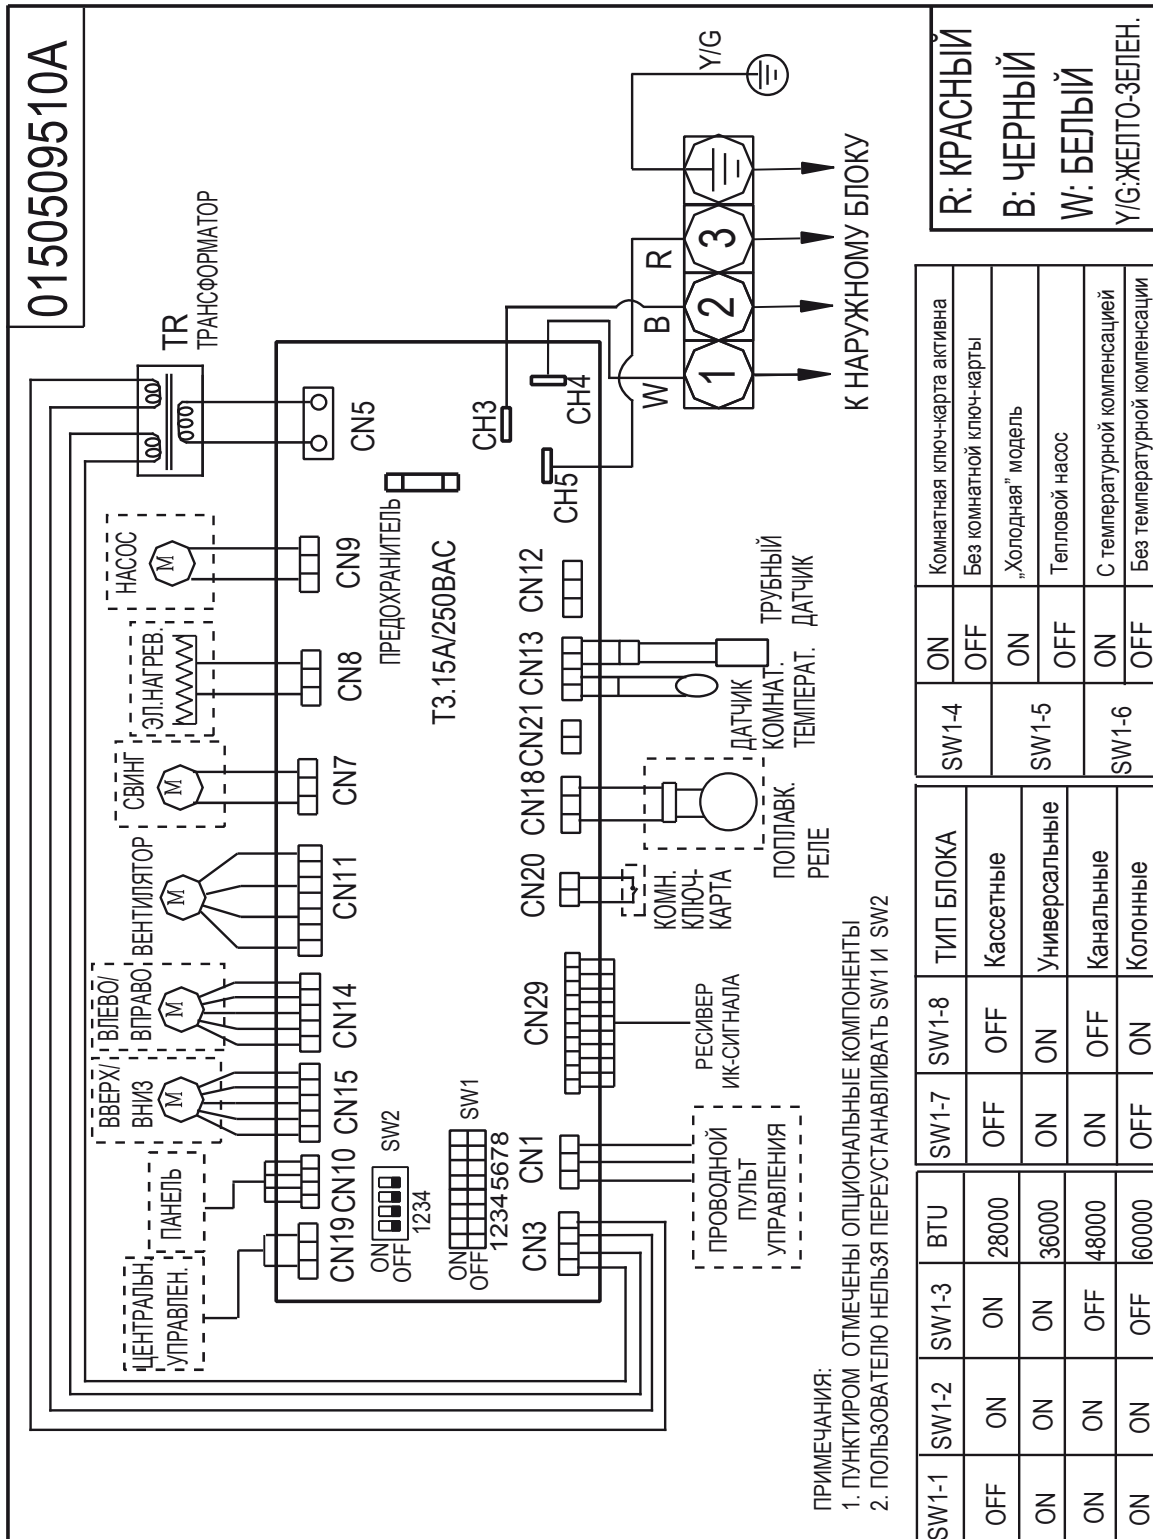 0150509510A
TR
ТРАНСФОРМАТОР
ЦЕНТРАЛЬН.
УПРАВЛЕН.
ПАНЕЛЬ
ВВЕРХ/
ВНИЗ
M
ВЛЕВО/
ВПРАВО
M
ВЕНТИЛЯТОР
M
СВИНГ
M
ЭЛ.НАГРЕВ.
НАСОС
M
CN19
CN10
CN15
CN14
CN11
CN7
CN8
CN9
CN5
ON
OFF
1234
SW2
ON
OFF
12345678
SW1
ПРЕДОХРАНИТЕЛЬ
T3.15A/250ВАС
CH3
CH4
CH5
CN3
CN1
CN29
CN20
CN18
CN21
CN13
CN12
ПРОВОДНОЙ
ПУЛЬТ
УПРАВЛЕНИЯ
РЕСИВЕР
ИК-СИГНАЛА
КОМН.
КЛЮЧ-
КАРТА
ПОПЛАВК.
РЕЛЕ
ДАТЧИК
КОМНАТ.
ТЕМПЕРАТ.
ТРУБНЫЙ
ДАТЧИК
W
B
R
Y/G
1
2
3
К НАРУЖНОМУ БЛОКУ
ПРИМЕЧАНИЯ:
1. ПУНКТИРОМ ОТМЕЧЕНЫ ОПЦИОНАЛЬНЫЕ КОМПОНЕНТЫ
2. ПОЛЬЗОВАТЕЛЮ НЕЛЬЗЯ ПЕРЕУСТАНАВЛИВАТЬ SW1 И SW2
SW1-1 SW1-2 SW1-3 BTU
OFF ON ON 28000
ON ON ON 36000
ON ON OFF 48000
ON ON OFF 60000
SW1-7 SW1-8 ТИП БЛОКА
OFF OFF Кассетные
ON ON Универсальные
ON OFF Канальные
OFF ON Колонные
SW1-4 ON Комнатная ключ-карта активна
OFF Без комнатной ключ-карты
SW1-5 ON „Холодная” модель
OFF Тепловой насос
SW1-6 ON С температурной компенсацией
OFF Без температурной компенсации
R: КРАСНЫЙ
B: ЧЕРНЫЙ
W: БЕЛЫЙ
Y/G:ЖЕЛТО-ЗЕЛЕН.